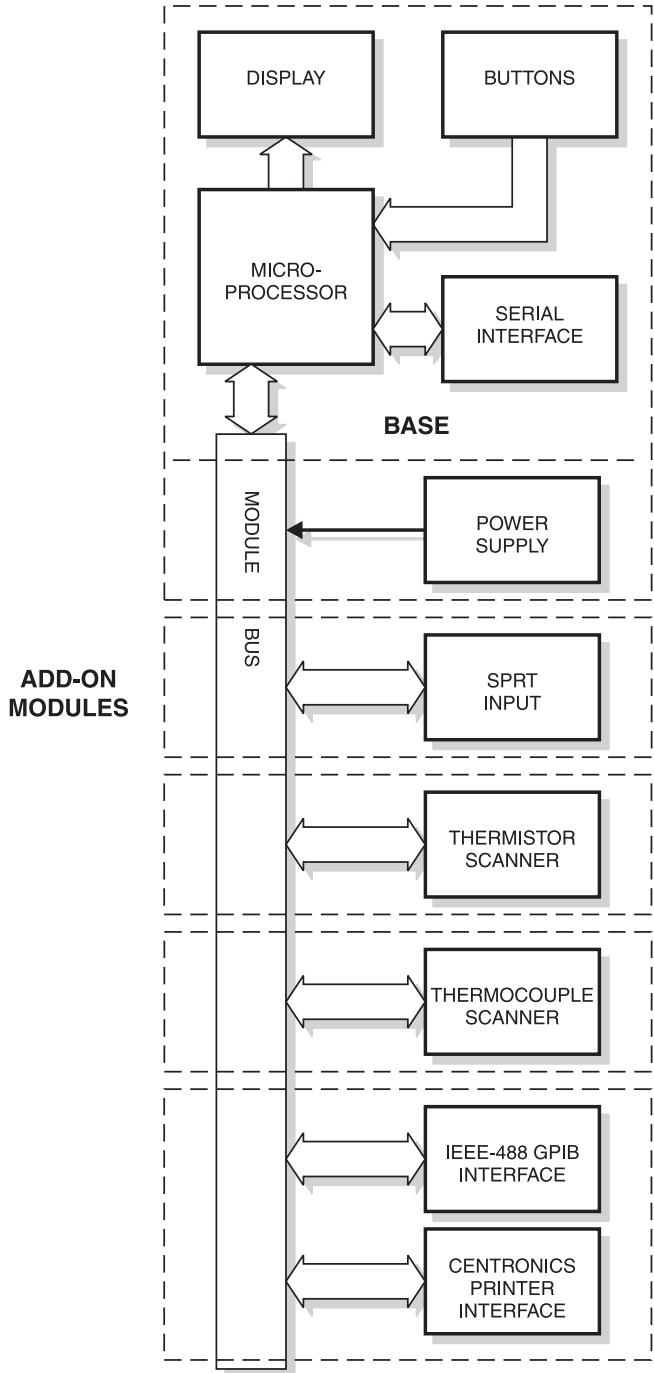 DISPLAY
BUTTONS
MICRO-
PROCESSOR
SERIAL
INTERFACE
BASE
MODULE BUS
POWER
SUPPLY
ADD-ON
MODULES
SPRT
INPUT
THERMISTOR
SCANNER
THERMOCOUPLE
SCANNER
IEEE-488 GPIB
INTERFACE
CENTRONICS
PRINTER
INTERFACE